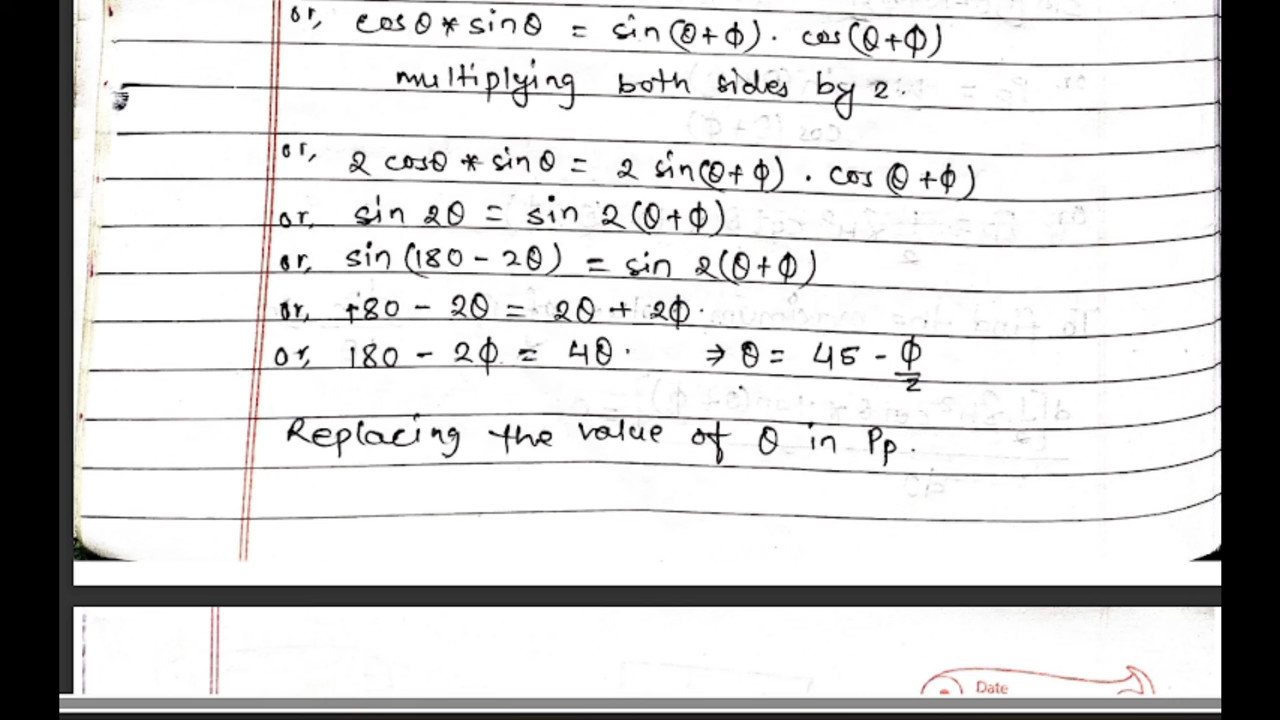 or, cosθ * sinθ = sin(θ+ϕ). cos(θ+ϕ)
multiplying both sides by 2.
or, 2 cosθ * sinθ = 2 sin(θ+ϕ) . cos(θ+ϕ)
or, sin 2θ = sin 2(θ+ϕ)
or, sin(180 - 2θ) = sin 2(θ+ϕ)
or, 180 - 2θ = 2θ + 2ϕ.
or, 180 - 2ϕ = 4θ. ⇒ θ = 45 - ϕ/2
Replacing the value of θ in Pp.
Date